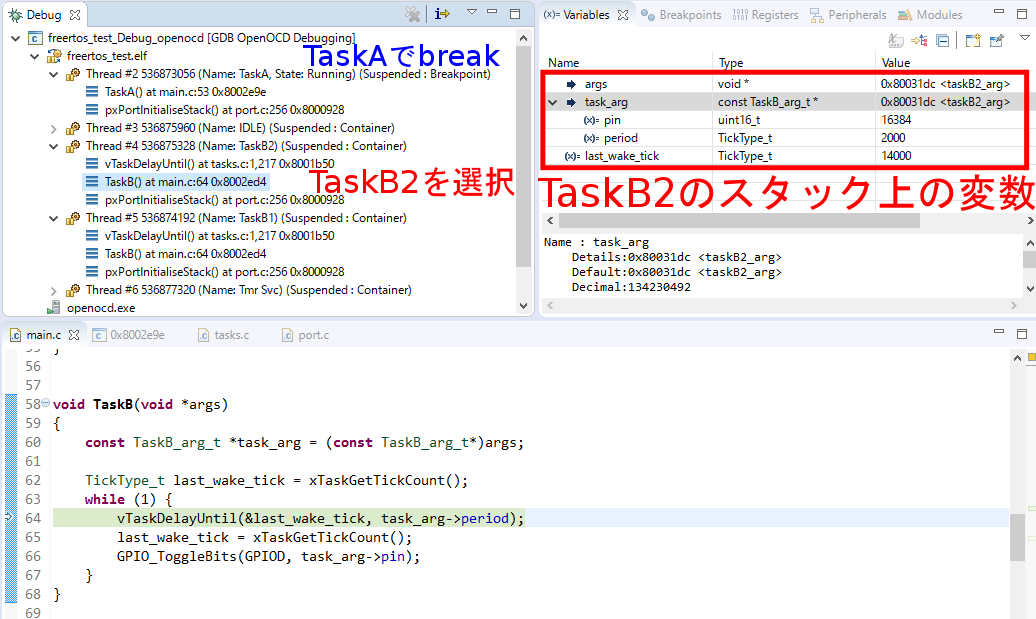 Debug
freertos_test_Debug_openocd [GDB OpenOCD Debugging]
freertos_test.elf
TaskAでbreak
Thread #2 536873056 (Name: TaskA, State: Running) (Suspended : Breakpoint)
TaskA() at main.c:53 0x8002e9e
pxPortInitialiseStack() at port.c:256 0x8000928
Thread #3 536875960 (Name: IDLE) (Suspended : Container)
Thread #4 536875328 (Name: TaskB2) (Suspended : Container)
vTaskDelayUntil() at tasks.c:1,217 0x8001b50
TaskB() at main.c:64 0x8002ed4
TaskB2を選択
pxPortInitialiseStack() at port.c:256 0x8000928
Thread #5 536874192 (Name: TaskB1) (Suspended : Container)
vTaskDelayUntil() at tasks.c:1,217 0x8001b50
TaskB() at main.c:64 0x8002ed4
pxPortInitialiseStack() at port.c:256 0x8000928
Thread #6 536877320 (Name: Tmr Svc) (Suspended : Container)
openocd.exe
(x)= Variables Breakpoints Registers Peripherals Modules
Name Type Value
args void * 0x80031dc <taskB2_arg>
task_arg const TaskB_arg_t * 0x80031dc <taskB2_arg>
(x)= pin uint16_t 16384
(x)= period TickType_t 2000
(x)= last_wake_tick TickType_t 14000
TaskB2のスタック上の変数
Name : task_arg
Details:0x80031dc <taskB2_arg>
Default:0x80031dc <taskB2_arg>
Decimal:134230492
main.c 0x8002e9e tasks.c port.c
55 }
56
57
58 void TaskB(void *args)
59 {
60 const TaskB_arg_t *task_arg = (const TaskB_arg_t*)args;
61
62 TickType_t last_wake_tick = xTaskGetTickCount();
63 while (1) {
64 vTaskDelayUntil(&last_wake_tick, task_arg->period);
65 last_wake_tick = xTaskGetTickCount();
66 GPIO_ToggleBits(GPIOD, task_arg->pin);
67 }
68 }
69